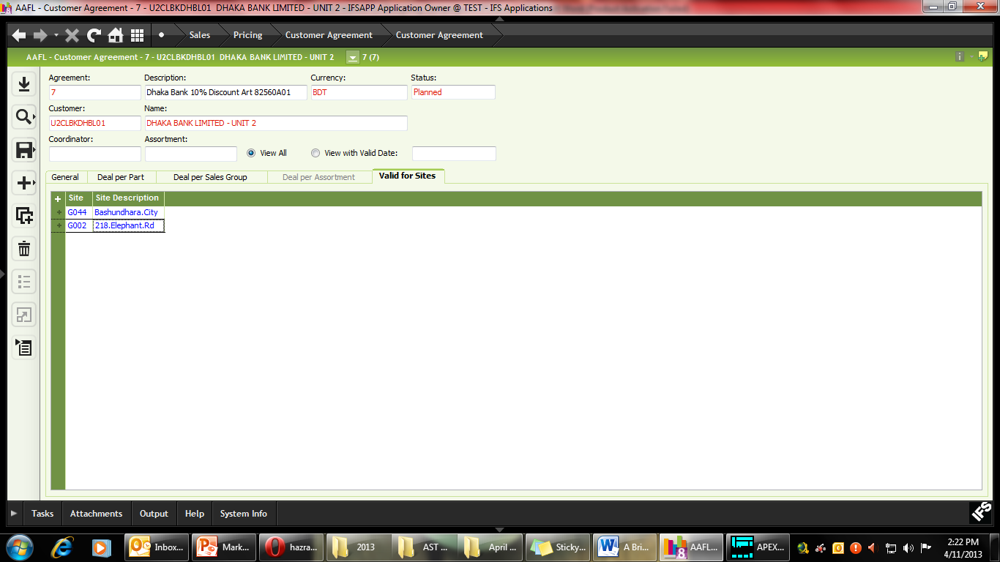 AAFL - Customer Agreement - 7 - U2CLBKDHBL01 DHAKA BANK LIMITED - UNIT 2 - IFSAPP Application Owner @ TEST - IFS Applications
Sales Pricing Customer Agreement Customer Agreement
AAFL - Customer Agreement - 7 - U2CLBKDHBL01 DHAKA BANK LIMITED - UNIT 2 7 (7)
Agreement: Description: Currency: Status:
7 Dhaka Bank 10% Discount Art 82560A01 BDT Planned
Customer: Name:
U2CLBKDHBL01 DHAKA BANK LIMITED - UNIT 2
Coordinator: Assortment:
View All View with Valid Date:
General Deal per Part Deal per Sales Group Deal per Assortment Valid for Sites
Site Site Description
G044 Bashundhara.City
G002 218.Elephant.Rd
Tasks Attachments Output Help System Info
IFS
Inbox... Mark... hazra... 2013 AST ... April ... Sticky... A Bri... AAFL... APEX... 2:22 PM
4/11/2013